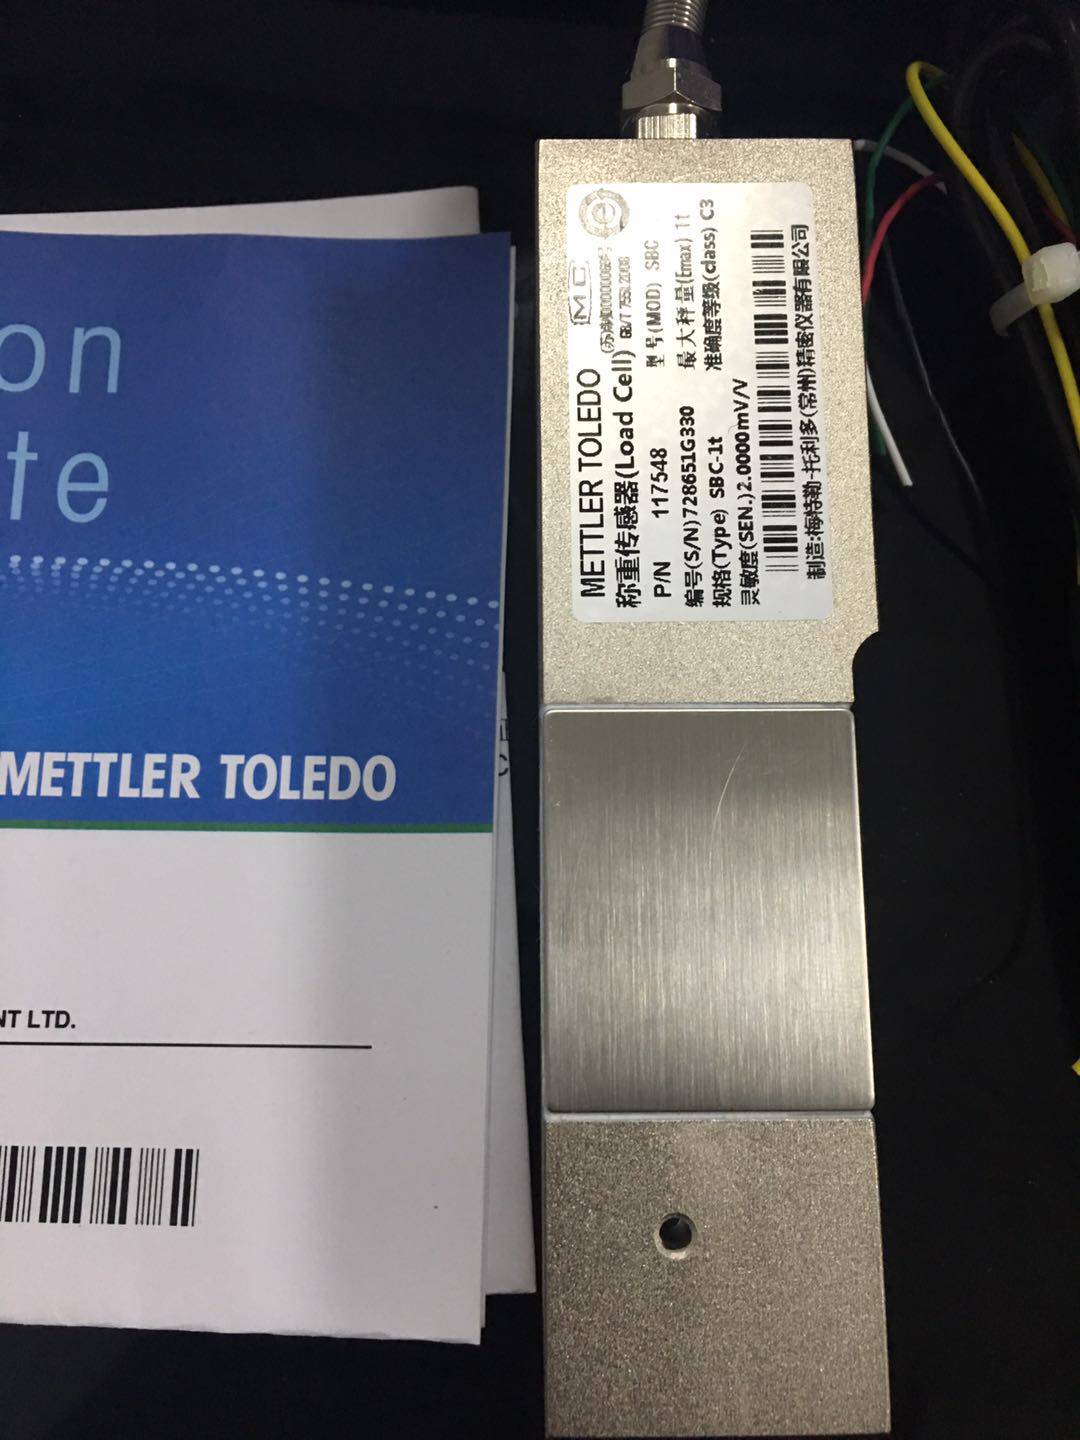 on
te
METTLER TOLEDO
NT LTD.
METTLER TOLEDO
MC
称重传感器(Load Cell) GB/T 7551-2008
P/N 117548
型号(MOD) SBC
编号(S/N)728651G330
最大秤量(Emax) 1t
规格(Type) SBC-1t
准确度等级(class) C3
灵敏度(SEN.)2.0000mV/V
制造:梅特勒-托利多(常州)精密仪器有限公司